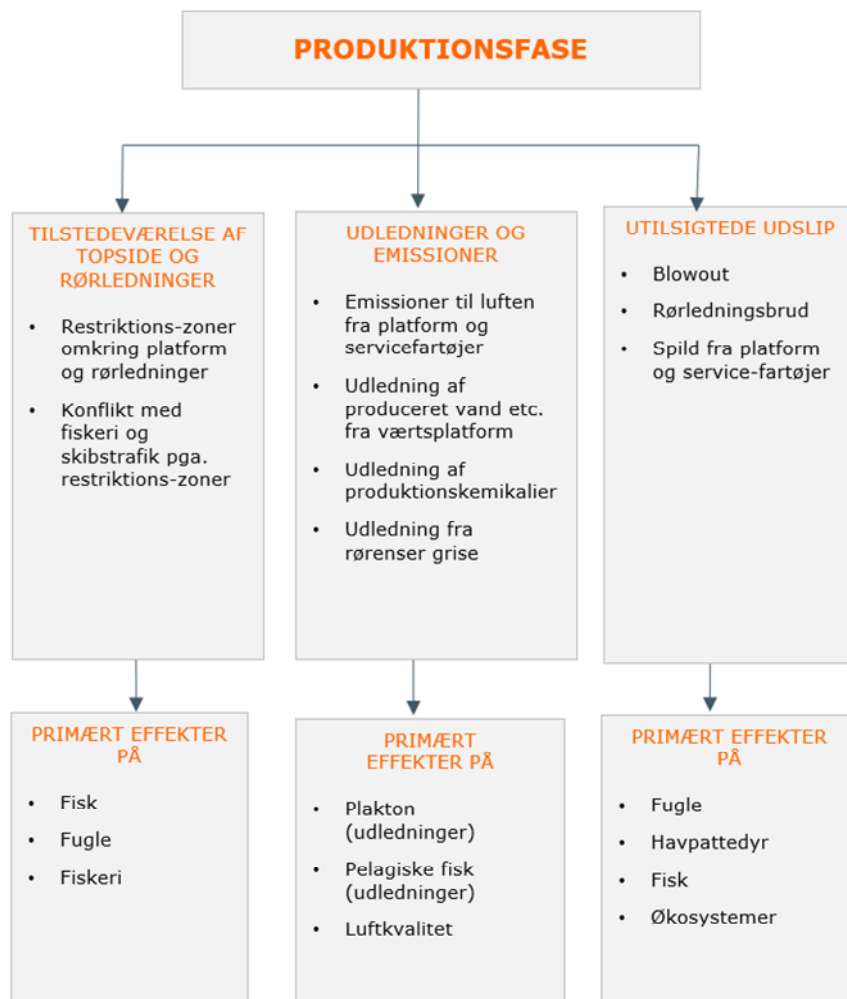 PRODUKTIONSFASE
TILSTEDEVÆRELSE AF
TOPSIDE OG
RØRLEDNINGER
• Restriktions-zoner
omkring platform
og rørledninger
• Konflikt med
fiskeri og
skibstrafik pga.
restriktions-zoner
UDLEDNINGER OG
EMISSIONER
• Emissioner til luften
fra platform og
servicefartøjer
• Udledning af
produceret vand etc.
fra værtsplatform
• Udledning af
produktionskemikalier
• Udledning fra
rørenser grise
UTILSIGTEDE UDSLIP
• Blowout
• Rørledningsbrud
• Spild fra platform
og service-fartøjer
PRIMÆRT EFFEKTER
PÅ
• Fisk
• Fugle
• Fiskeri
PRIMÆRT
EFFEKTER PÅ
• Plakton
(udledninger)
• Pelagiske fisk
(udledninger)
• Luftkvalitet
PRIMÆRT EFFEKTER
PÅ
• Fugle
• Havpattedyr
• Fisk
• Økosystemer